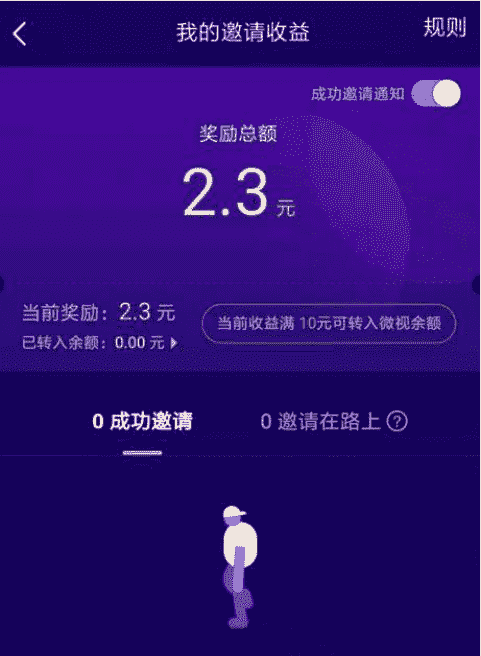 我的邀请收益
规则
成功邀请通知
奖励总额
2.3 元
当前奖励：2.3 元
已转入余额：0.00 元
当前收益满 10元可转入微视余额
0 成功邀请
0 邀请在路上 ?